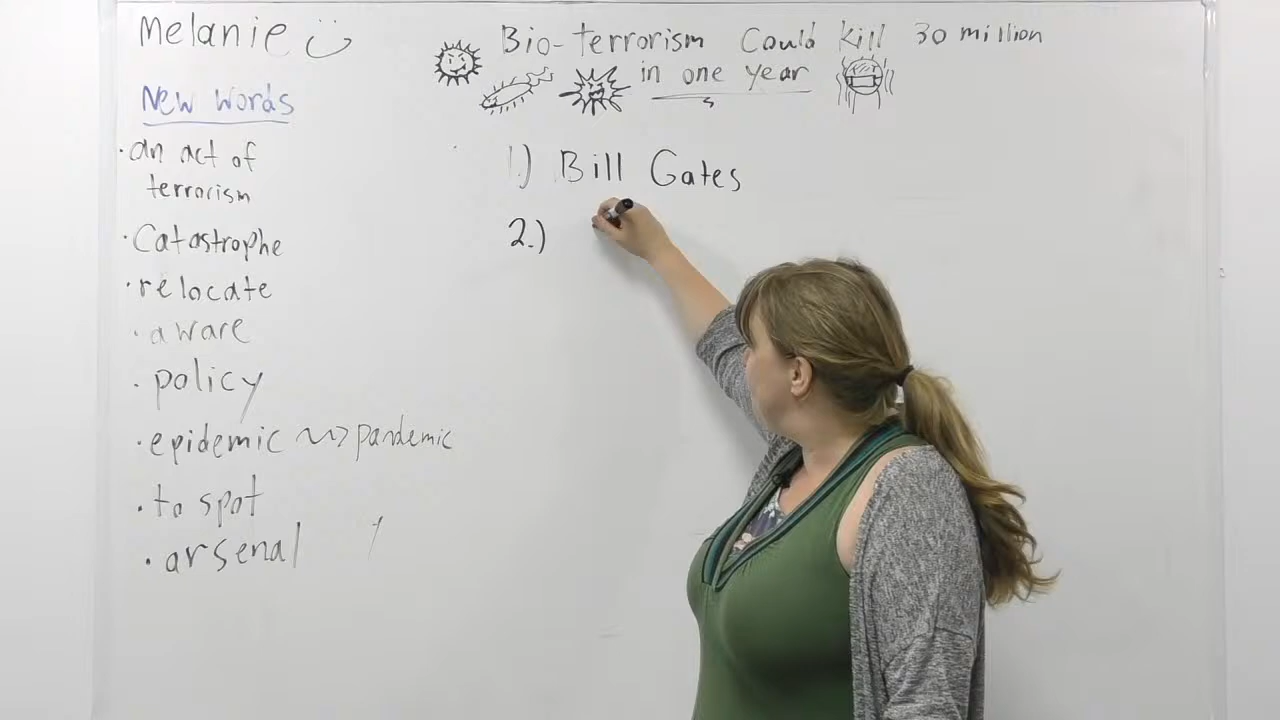 Melanie
New words
• an act of
terrorism
• Catastrophe
• relocate
• aware
• policy
• epidemic ~> pandemic
• to spot
• arsenal
Bio-terrorism Could kill 30 million
in one year
1.) Bill Gates
2.)